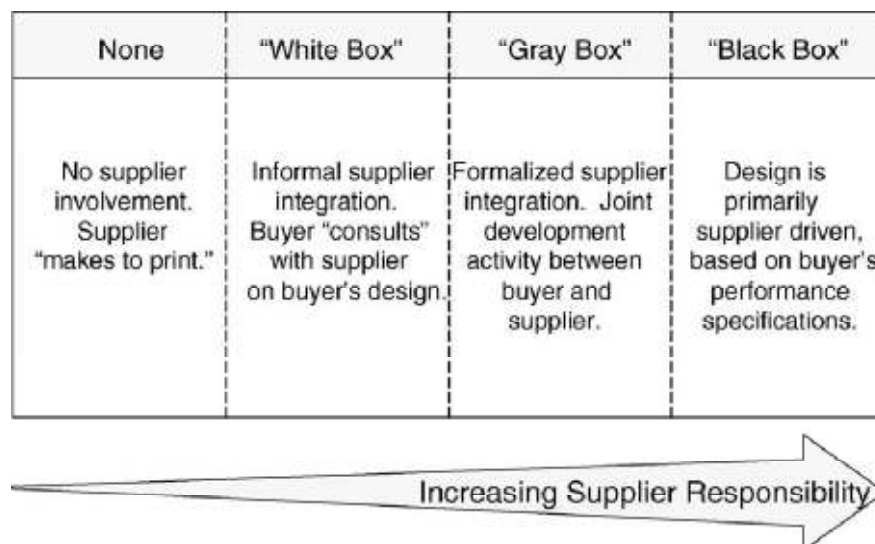 None
“White Box”
“Gray Box”
“Black Box”
No supplier
involvement.
Supplier
“makes to print.”
Informal supplier
integration.
Buyer “consults”
with supplier
on buyer's design.
Formalized supplier
integration. Joint
development
activity between
buyer and
supplier.
Design is
primarily
supplier driven,
based on buyer's
performance
specifications.
Increasing Supplier Responsibility